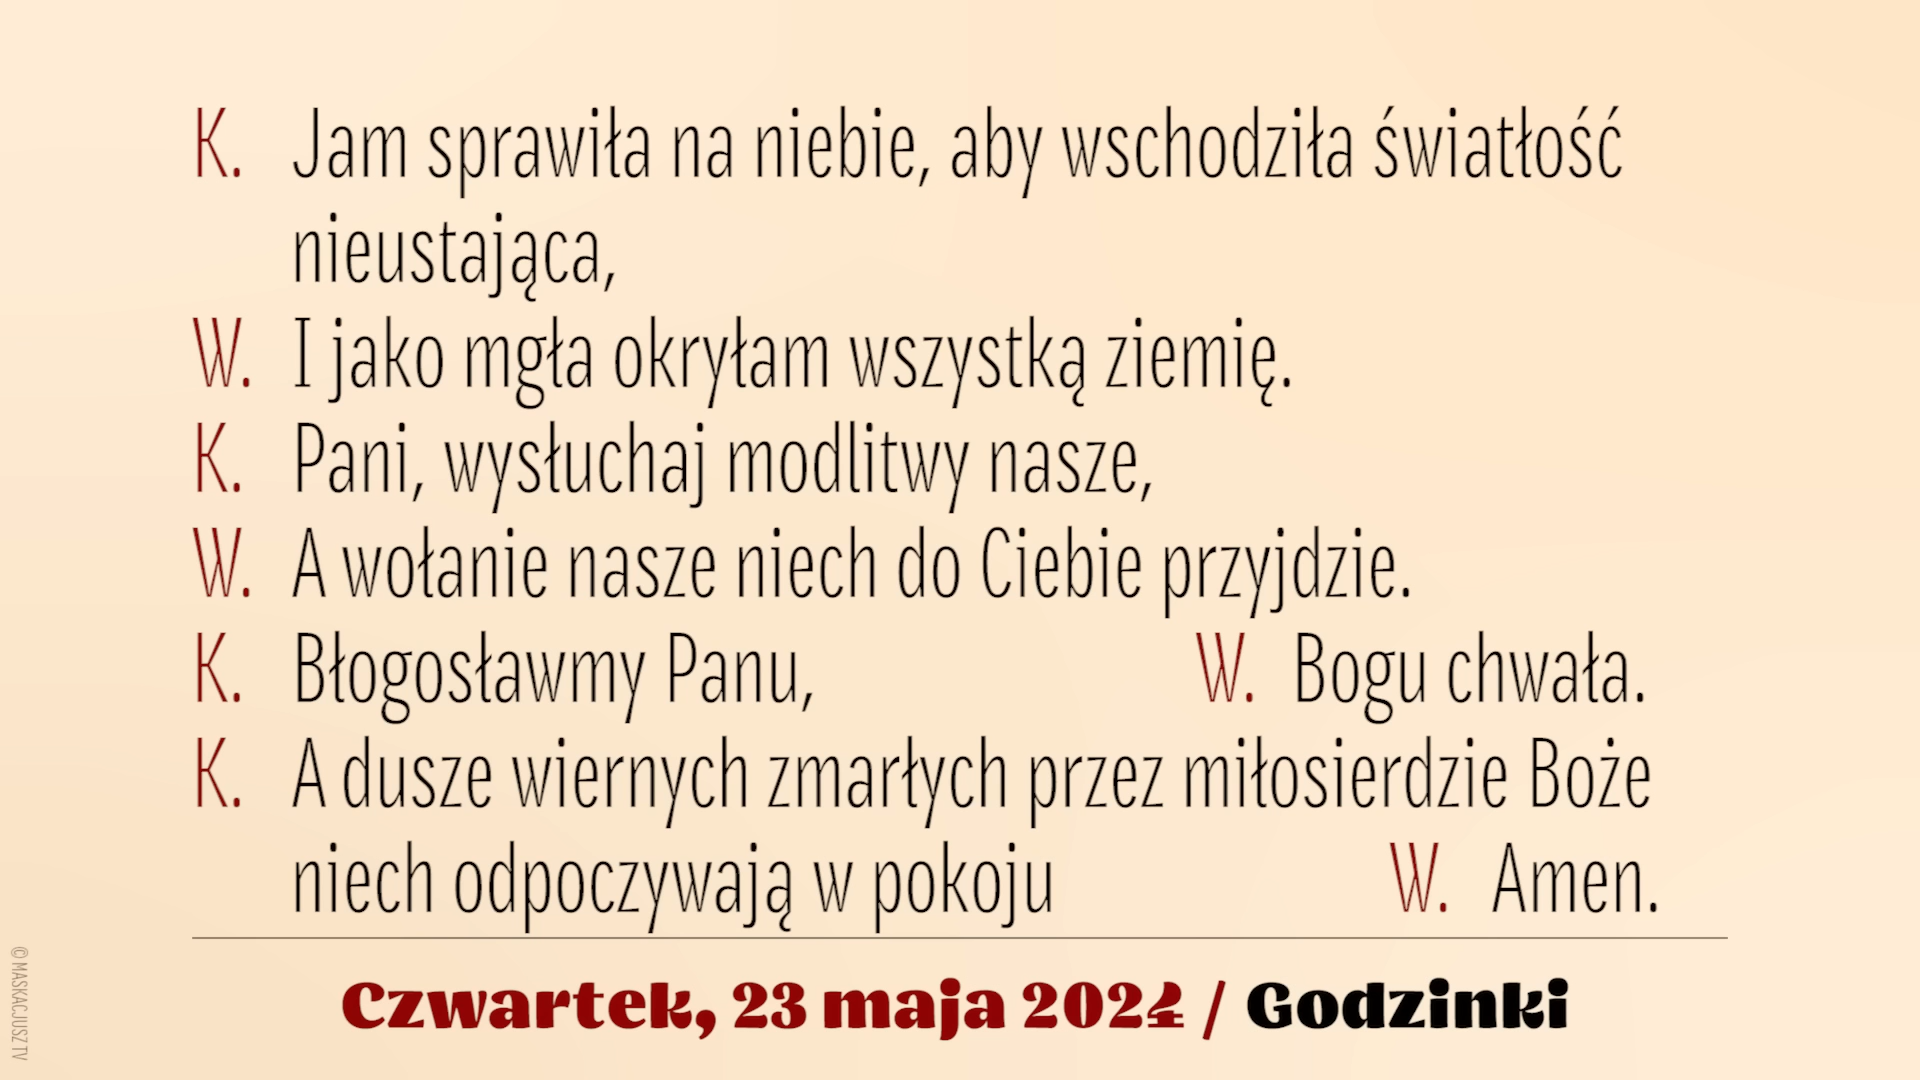 K. Jam sprawiła na niebie, aby wschodziła światłość
nieustająca,
W. I jako mgła okryłam wszystką ziemię.
K. Pani, wysłuchaj modlitwy nasze,
W. A wołanie nasze niech do Ciebie przyjdzie.
K. Błogosławmy Panu, W. Bogu chwała.
K. A dusze wiernych zmarłych przez miłosierdzie Boże
niech odpoczywają w pokoju W. Amen.
Czwartek, 23 maja 2024 / Godzinki
© MASKACJUSZ TV